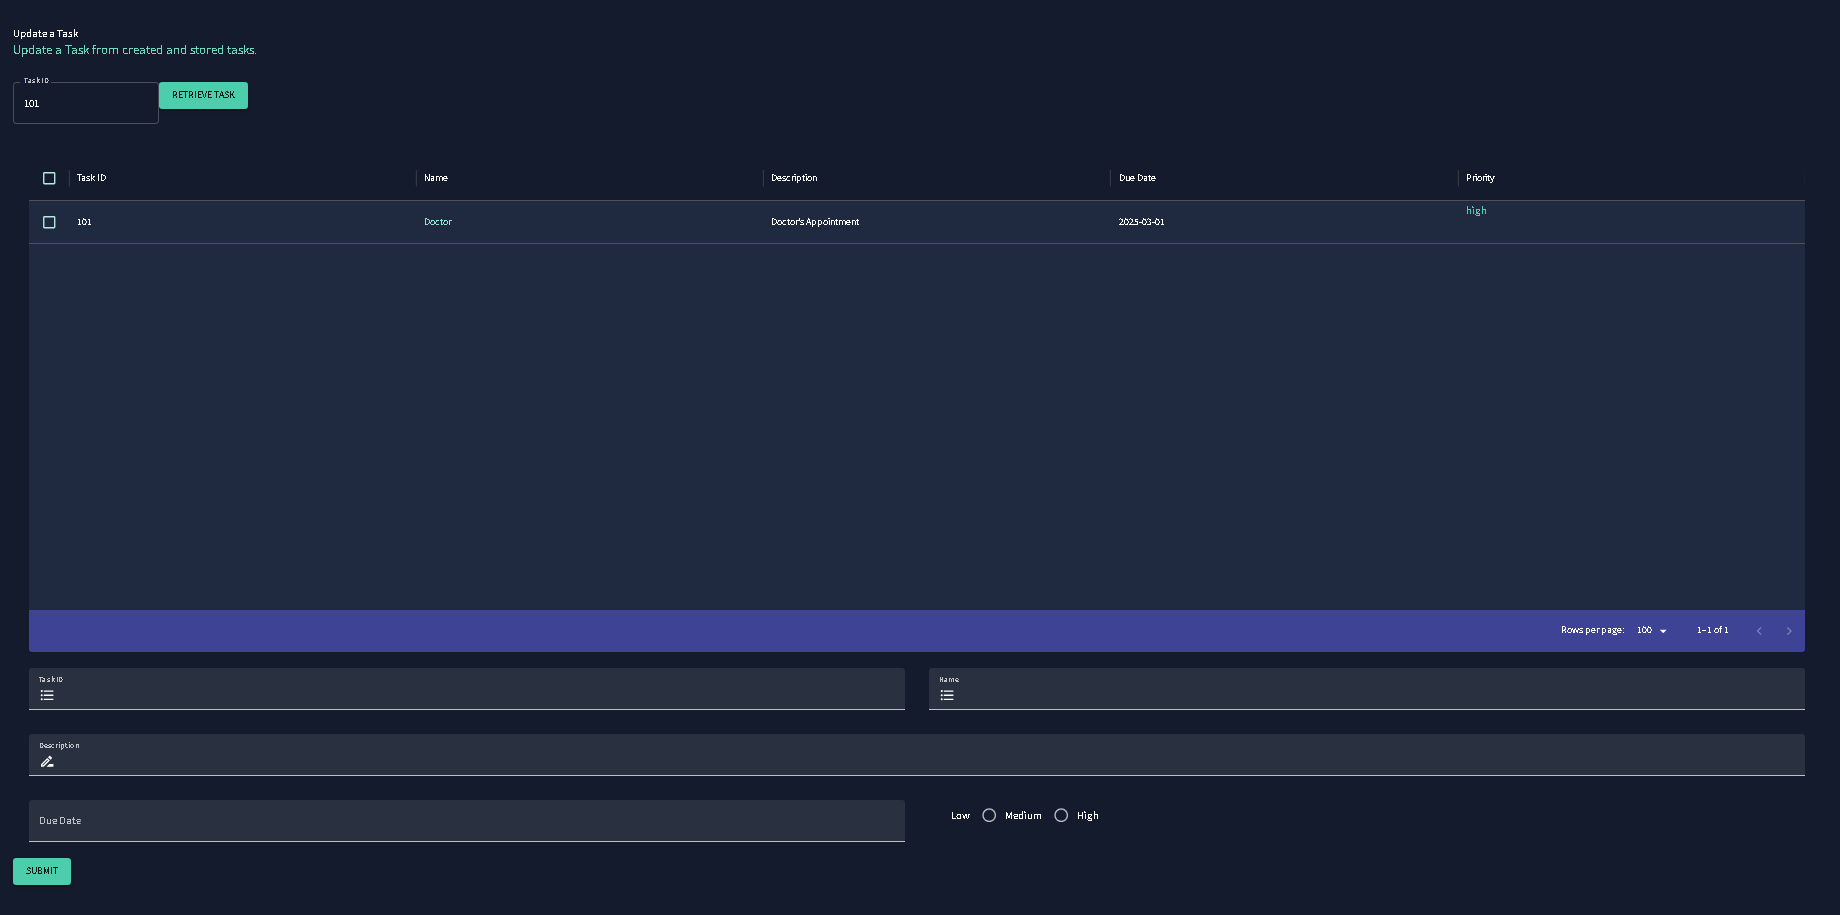 Update a Task
Update a Task from created and stored tasks.
Task ID
101
RETRIEVE TASK
Task ID Name Description Due Date Priority
101 Doctor Doctor's Appointment 2025-03-01 high
Rows per page: 100 1–1 of 1
Task ID
Name
Description
Due Date
Low Medium High
SUBMIT